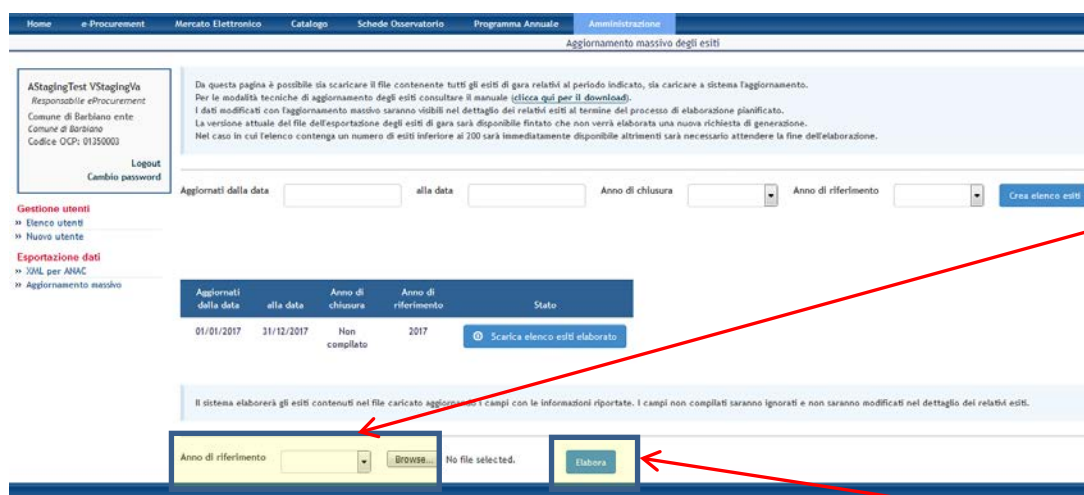 Home e-Procurement Mercato Elettronico Catalogo Schede Osservatorio Programma Annuale Amministrazione
Aggiornamento massivo degli esiti
AStagingTest VStagingVa
Responsabile eProcurement
Comune di Barbiano ente
Comune di Barbiano
Codice OCP: 01350003
Logout
Cambio password
Gestione utenti
» Elenco utenti
» Nuovo utente
Esportazione dati
» XML per ANAC
» Aggiornamento massivo
Da questa pagina è possibile sia scaricare il file contenente tutti gli esiti di gara relativi al periodo indicato, sia caricare a sistema l'aggiornamento.
Per le modalità tecniche di aggiornamento degli esiti consultare il manuale (clicca qui per il download).
I dati modificati con l'aggiornamento massivo saranno visibili nel dettaglio dei relativi esiti al termine del processo di elaborazione pianificato.
La versione attuale del file dell'esportazione degli esiti di gara sarà disponibile fintato che non verrà elaborata una nuova richiesta di generazione.
Nel caso in cui l'elenco contenga un numero di esiti inferiore ai 200 sarà immediatamente disponibile altrimenti sarà necessario attendere la fine dell'elaborazione.
Aggiornati dalla data alla data Anno di chiusura Anno di riferimento Crea elenco esiti
Aggiornati dalla data alla data Anno di chiusura Anno di riferimento Stato
01/01/2017 31/12/2017 Non compilato 2017 Scarica elenco esiti elaborato
Il sistema elaborerà gli esiti contenuti nel file caricato aggiornando i campi con le informazioni riportate. I campi non compilati saranno ignorati e non saranno modificati nel dettaglio dei relativi esiti.
Anno di riferimento Browse... No file selected. Elabora